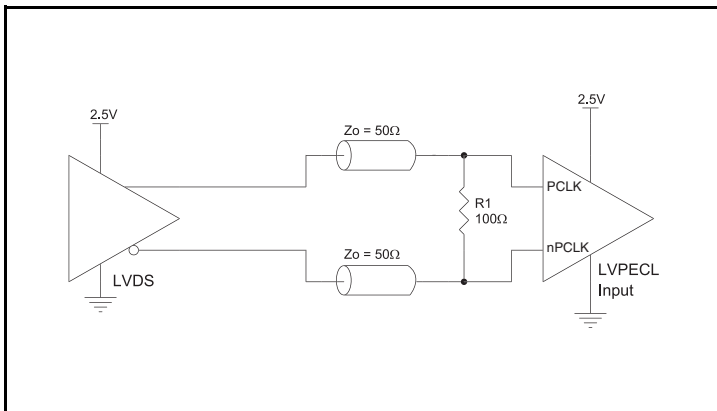 2.5V
2.5V
Zo = 50Ω
PCLK
R1
100Ω
nPCLK
Zo = 50Ω
LVDS
LVPECL
Input